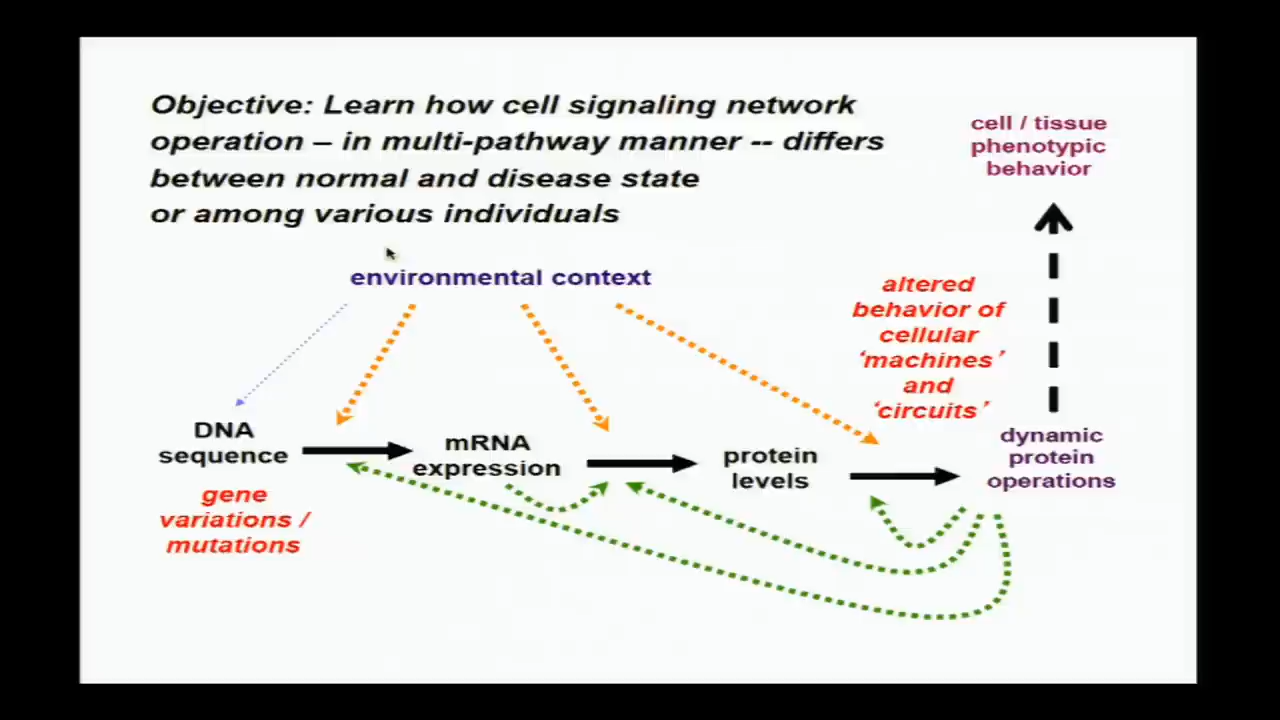 Objective: Learn how cell signaling network
operation – in multi-pathway manner -- differs
between normal and disease state
or among various individuals
cell / tissue
phenotypic
behavior
environmental context
altered
behavior of
cellular
‘machines’
and
‘circuits’
DNA
sequence
mRNA
expression
protein
levels
dynamic
protein
operations
gene
variations /
mutations